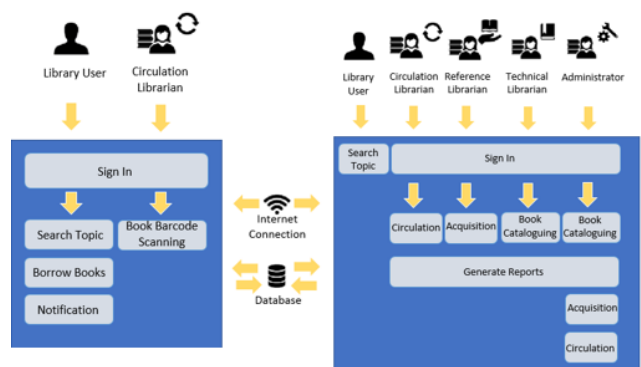 Library User
Circulation
Librarian
Sign In
Search Topic
Book Barcode
Scanning
Borrow Books
Notification
Internet
Connection
Database
Library
User
Circulation
Librarian
Reference
Librarian
Technical
Librarian
Administrator
Search
Topic
Sign In
Circulation
Acquisition
Book
Cataloguing
Book
Cataloguing
Generate Reports
Acquisition
Circulation